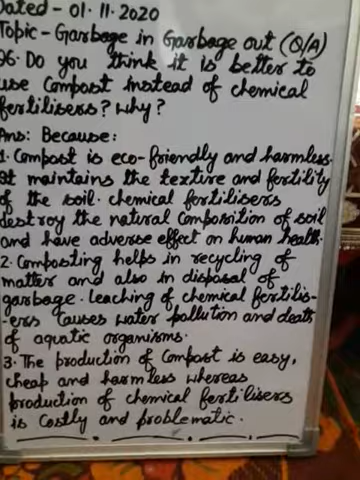 Dated - 01.11.2020
Topic - Garbage in Garbage out (Q/A)
Q6. Do you think it is better to
use Compost instead of chemical
fertilisers? Why?
Ans: Because:
1. Compost is eco-friendly and harmless.
It maintains the texture and fertility
of the soil. chemical fertilisers
destroy the natural Composition of soil
and have adverse effect on human health.
2. Composting helps in recycling of
matter and also in disposal of
garbage. leaching of chemical fertilis-
-ers causes water pollution and death
of aquatic organisms.
3. The production of Compost is easy,
cheap and harmless whereas
production of chemical fertilisers
is Costly and problematic.